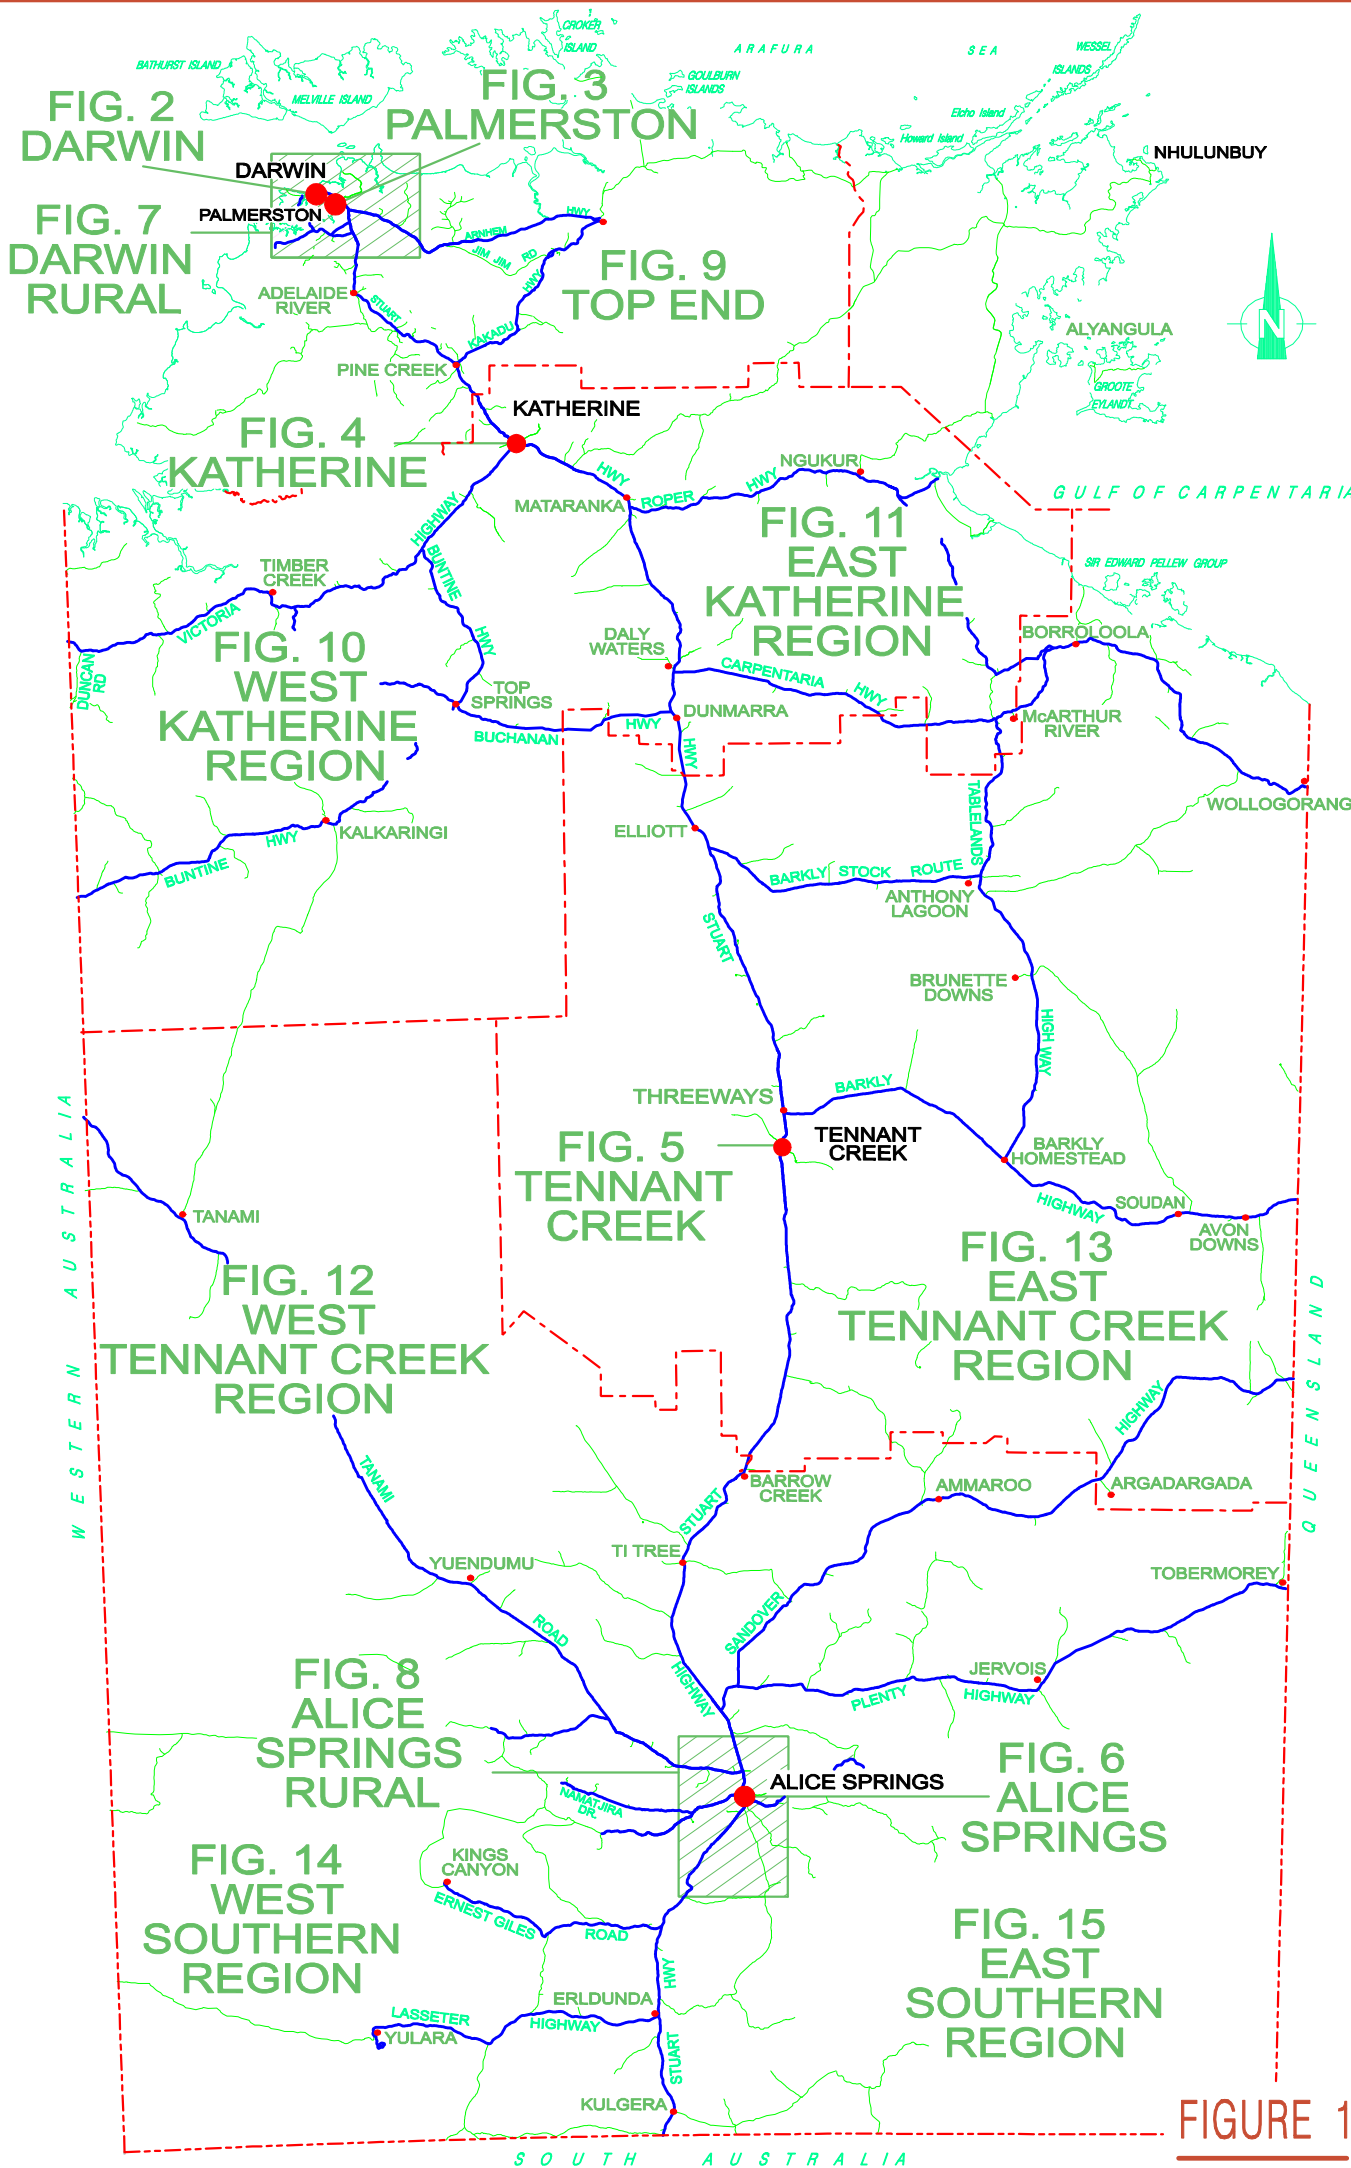 CROKER
ISLAND
ARAFURA SEA
WESSEL
ISLANDS
BATHURST ISLAND
MELVILLE ISLAND
GOULBURN
ISLANDS
Elcho Island
Howard Island
FIG. 2
DARWIN
FIG. 3
PALMERSTON
NHULUNBUY
DARWIN
PALMERSTON
FIG. 7
DARWIN
RURAL
ARNHEM
HWY
JIM JIM RD
FIG. 9
TOP END
ADELAIDE
RIVER
STUART
KAKADU
HWY
ALYANGULA
N
GROOTE
EYLANDT
PINE CREEK
KATHERINE
FIG. 4
KATHERINE
HWY
MATARANKA
ROPER
HWY
NGUKUR
GULF OF CARPENTARIA
FIG. 11
EAST
KATHERINE
REGION
SIR EDWARD PELLEW GROUP
HIGHWAY
BUNTINE
HWY
TIMBER
CREEK
VICTORIA
DUNCAN
RD
FIG. 10
WEST
KATHERINE
REGION
DALY
WATERS
CARPENTARIA
HWY
BORROLOOLA
TOP
SPRINGS
BUCHANAN
HWY
DUNMARRA
HWY
McARTHUR
RIVER
WOLLOGORANG
TABLELANDS
ELLIOTT
KALKARINGI
HWY
BUNTINE
BARKLY STOCK ROUTE
ANTHONY
LAGOON
STUART
BRUNETTE
DOWNS
HIGH WAY
THREEWAYS
BARKLY
TENNANT
CREEK
FIG. 5
TENNANT
CREEK
BARKLY
HOMESTEAD
HIGHWAY
SOUDAN
AVON
DOWNS
WESTERN AUSTRALIA
TANAMI
FIG. 12
WEST
TENNANT CREEK
REGION
FIG. 13
EAST
TENNANT CREEK
REGION
QUEENSLAND
HIGHWAY
TANAMI
BARROW
CREEK
AMMAROO
ARGADARGADA
STUART
TI TREE
YUENDUMU
TOBERMOREY
ROAD
SANDOVER
HIGHWAY
JERVOIS
PLENTY
HIGHWAY
FIG. 8
ALICE
SPRINGS
RURAL
ALICE SPRINGS
FIG. 6
ALICE
SPRINGS
NAMATJIRA
DR.
KINGS
CANYON
ERNEST GILES
ROAD
FIG. 14
WEST
SOUTHERN
REGION
FIG. 15
EAST
SOUTHERN
REGION
HWY
ERLDUNDA
LASSETER
HIGHWAY
YULARA
STUART
KULGERA
FIGURE 1
SOUTH AUSTRALIA